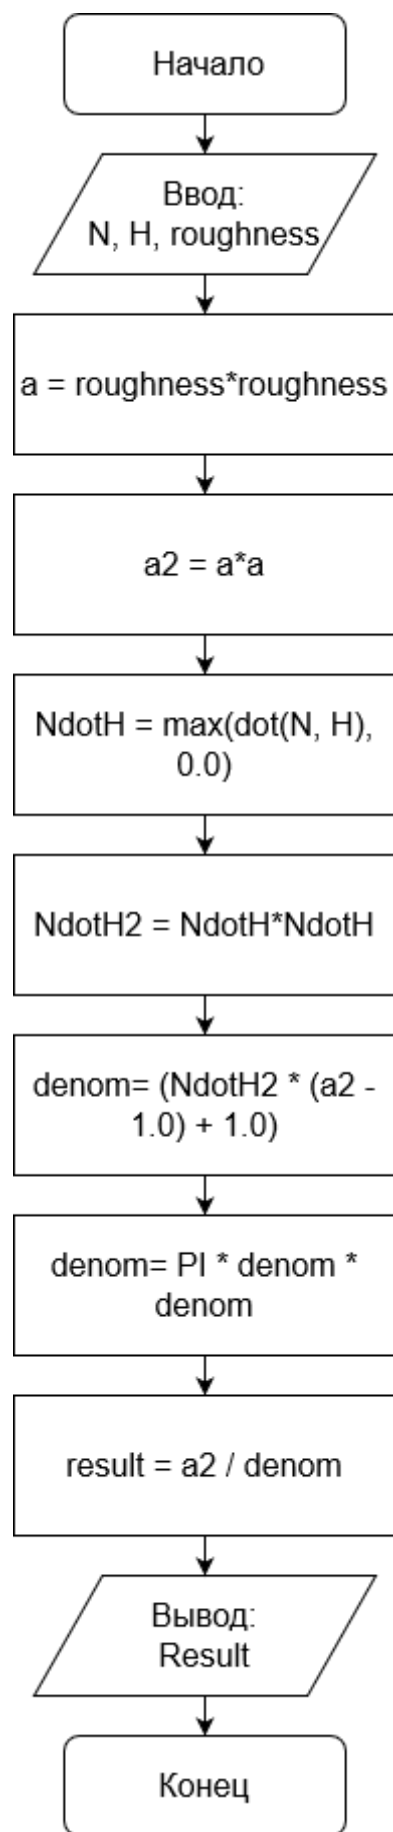 Начало
Ввод:
N, H, roughness
a = roughness*roughness
a2 = a*a
NdotH = max(dot(N, H),
0.0)
NdotH2 = NdotH*NdotH
denom= (NdotH2 * (a2 -
1.0) + 1.0)
denom= PI * denom *
denom
result = a2 / denom
Вывод:
Result
Конец